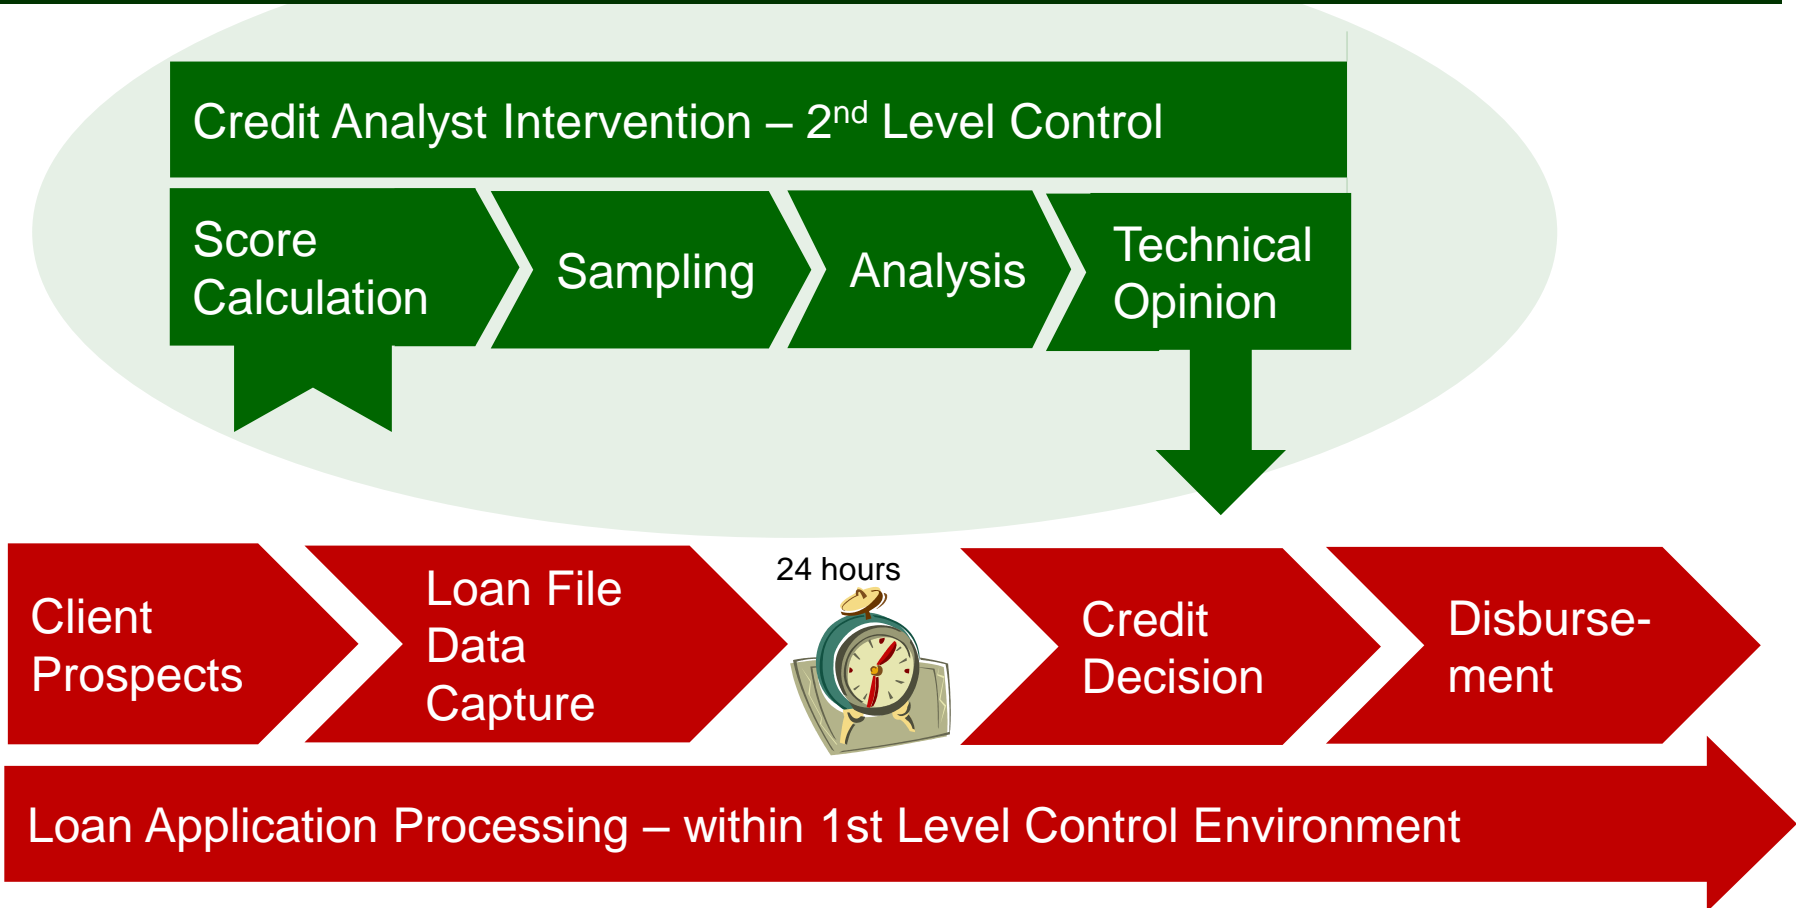 Credit Analyst Intervention – 2nd Level Control
Score
Calculation
Sampling
Analysis
Technical
Opinion
Client
Prospects
Loan File
Data
Capture
24 hours
Credit
Decision
Disburse-
ment
Loan Application Processing – within 1st Level Control Environment